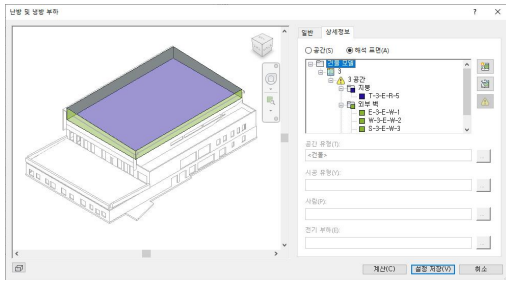 난방 및 냉방 부하
일반
상세정보
공간(S)
해석 표면(A)
건물 모델
3
3 공간
지붕
T-3-E-R-5
외부 벽
E-3-E-W-1
W-3-E-W-2
S-3-E-W-3
공간 유형(T):
<건물>
시공 유형(Y):
사람(P):
전기 부하(E):
계산(C)
설정 저장(V)
취소